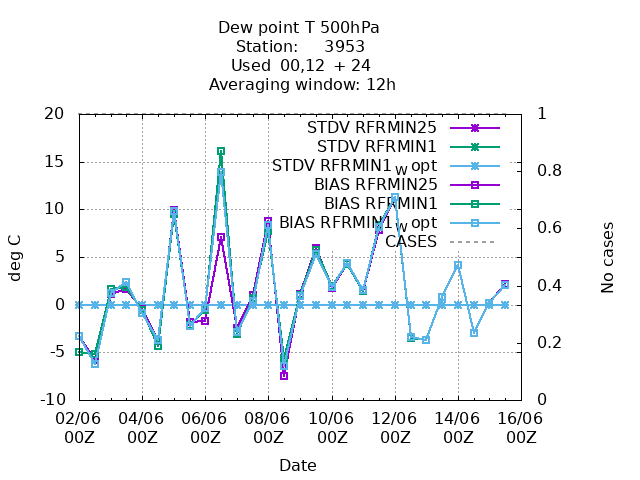 Dew point T 500hPa
Station: 3953
Used 00,12 + 24
Averaging window: 12h
20
15
10
5
0
-5
-10
1
0.8
0.6
0.4
0.2
0
STDV RFRMIN25
STDV RFRMIN1
STDV RFRMIN1_w opt
BIAS RFRMIN25
BIAS RFRMIN1
BIAS RFRMIN1_w opt
CASES
deg C
No cases
02/06 04/06 06/06 08/06 10/06 12/06 14/06 16/06
00Z 00Z 00Z 00Z 00Z 00Z 00Z 00Z
Date